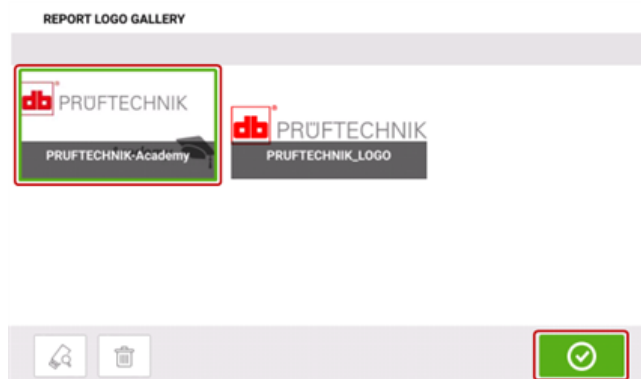 REPORT LOGO GALLERY
db PRÜFTECHNIK
PRUFTECHNIK-Academy
db PRÜFTECHNIK
PRUFTECHNIK_LOGO